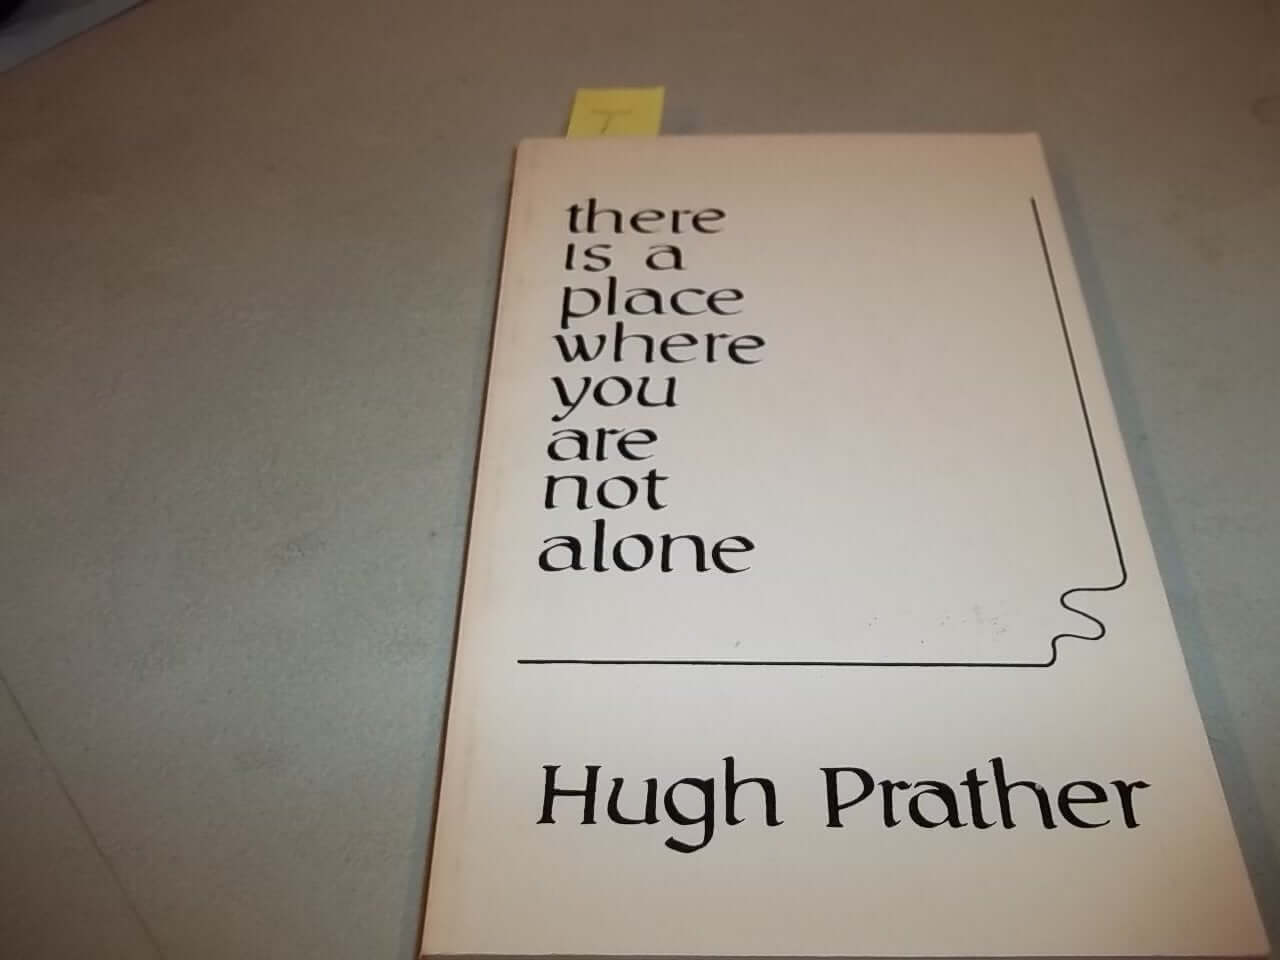 T
there
is a
place
where
you
are
not
alone
Hugh Prather